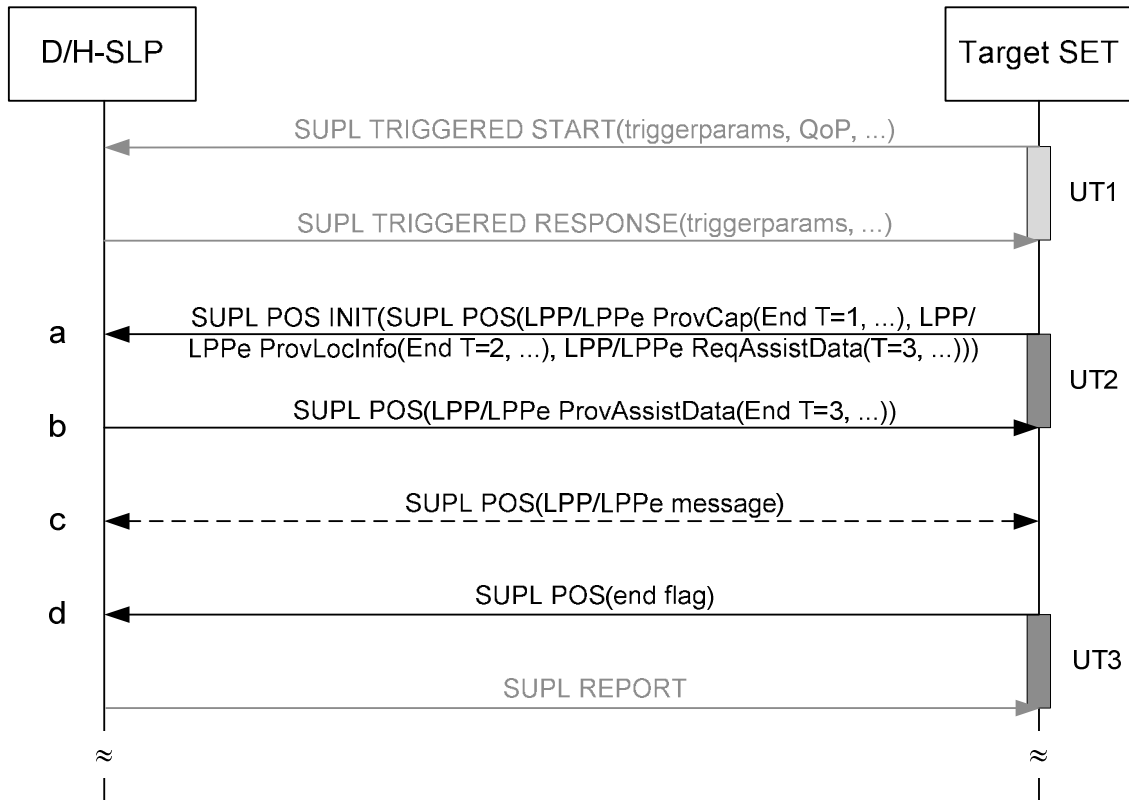 D/H-SLP
Target SET
SUPL TRIGGERED START(triggerparams, QoP, ...)
UT1
SUPL TRIGGERED RESPONSE(triggerparams, ...)
a
SUPL POS INIT(SUPL POS(LPP/LPPe ProvCap(End T=1, ...), LPP/
LPPe ProvLocInfo(End T=2, ...), LPP/LPPe ReqAssistData(T=3, ...)))
UT2
b
SUPL POS(LPP/LPPe ProvAssistData(End T=3, ...))
c
SUPL POS(LPP/LPPe message)
d
SUPL POS(end flag)
UT3
SUPL REPORT
≈
≈